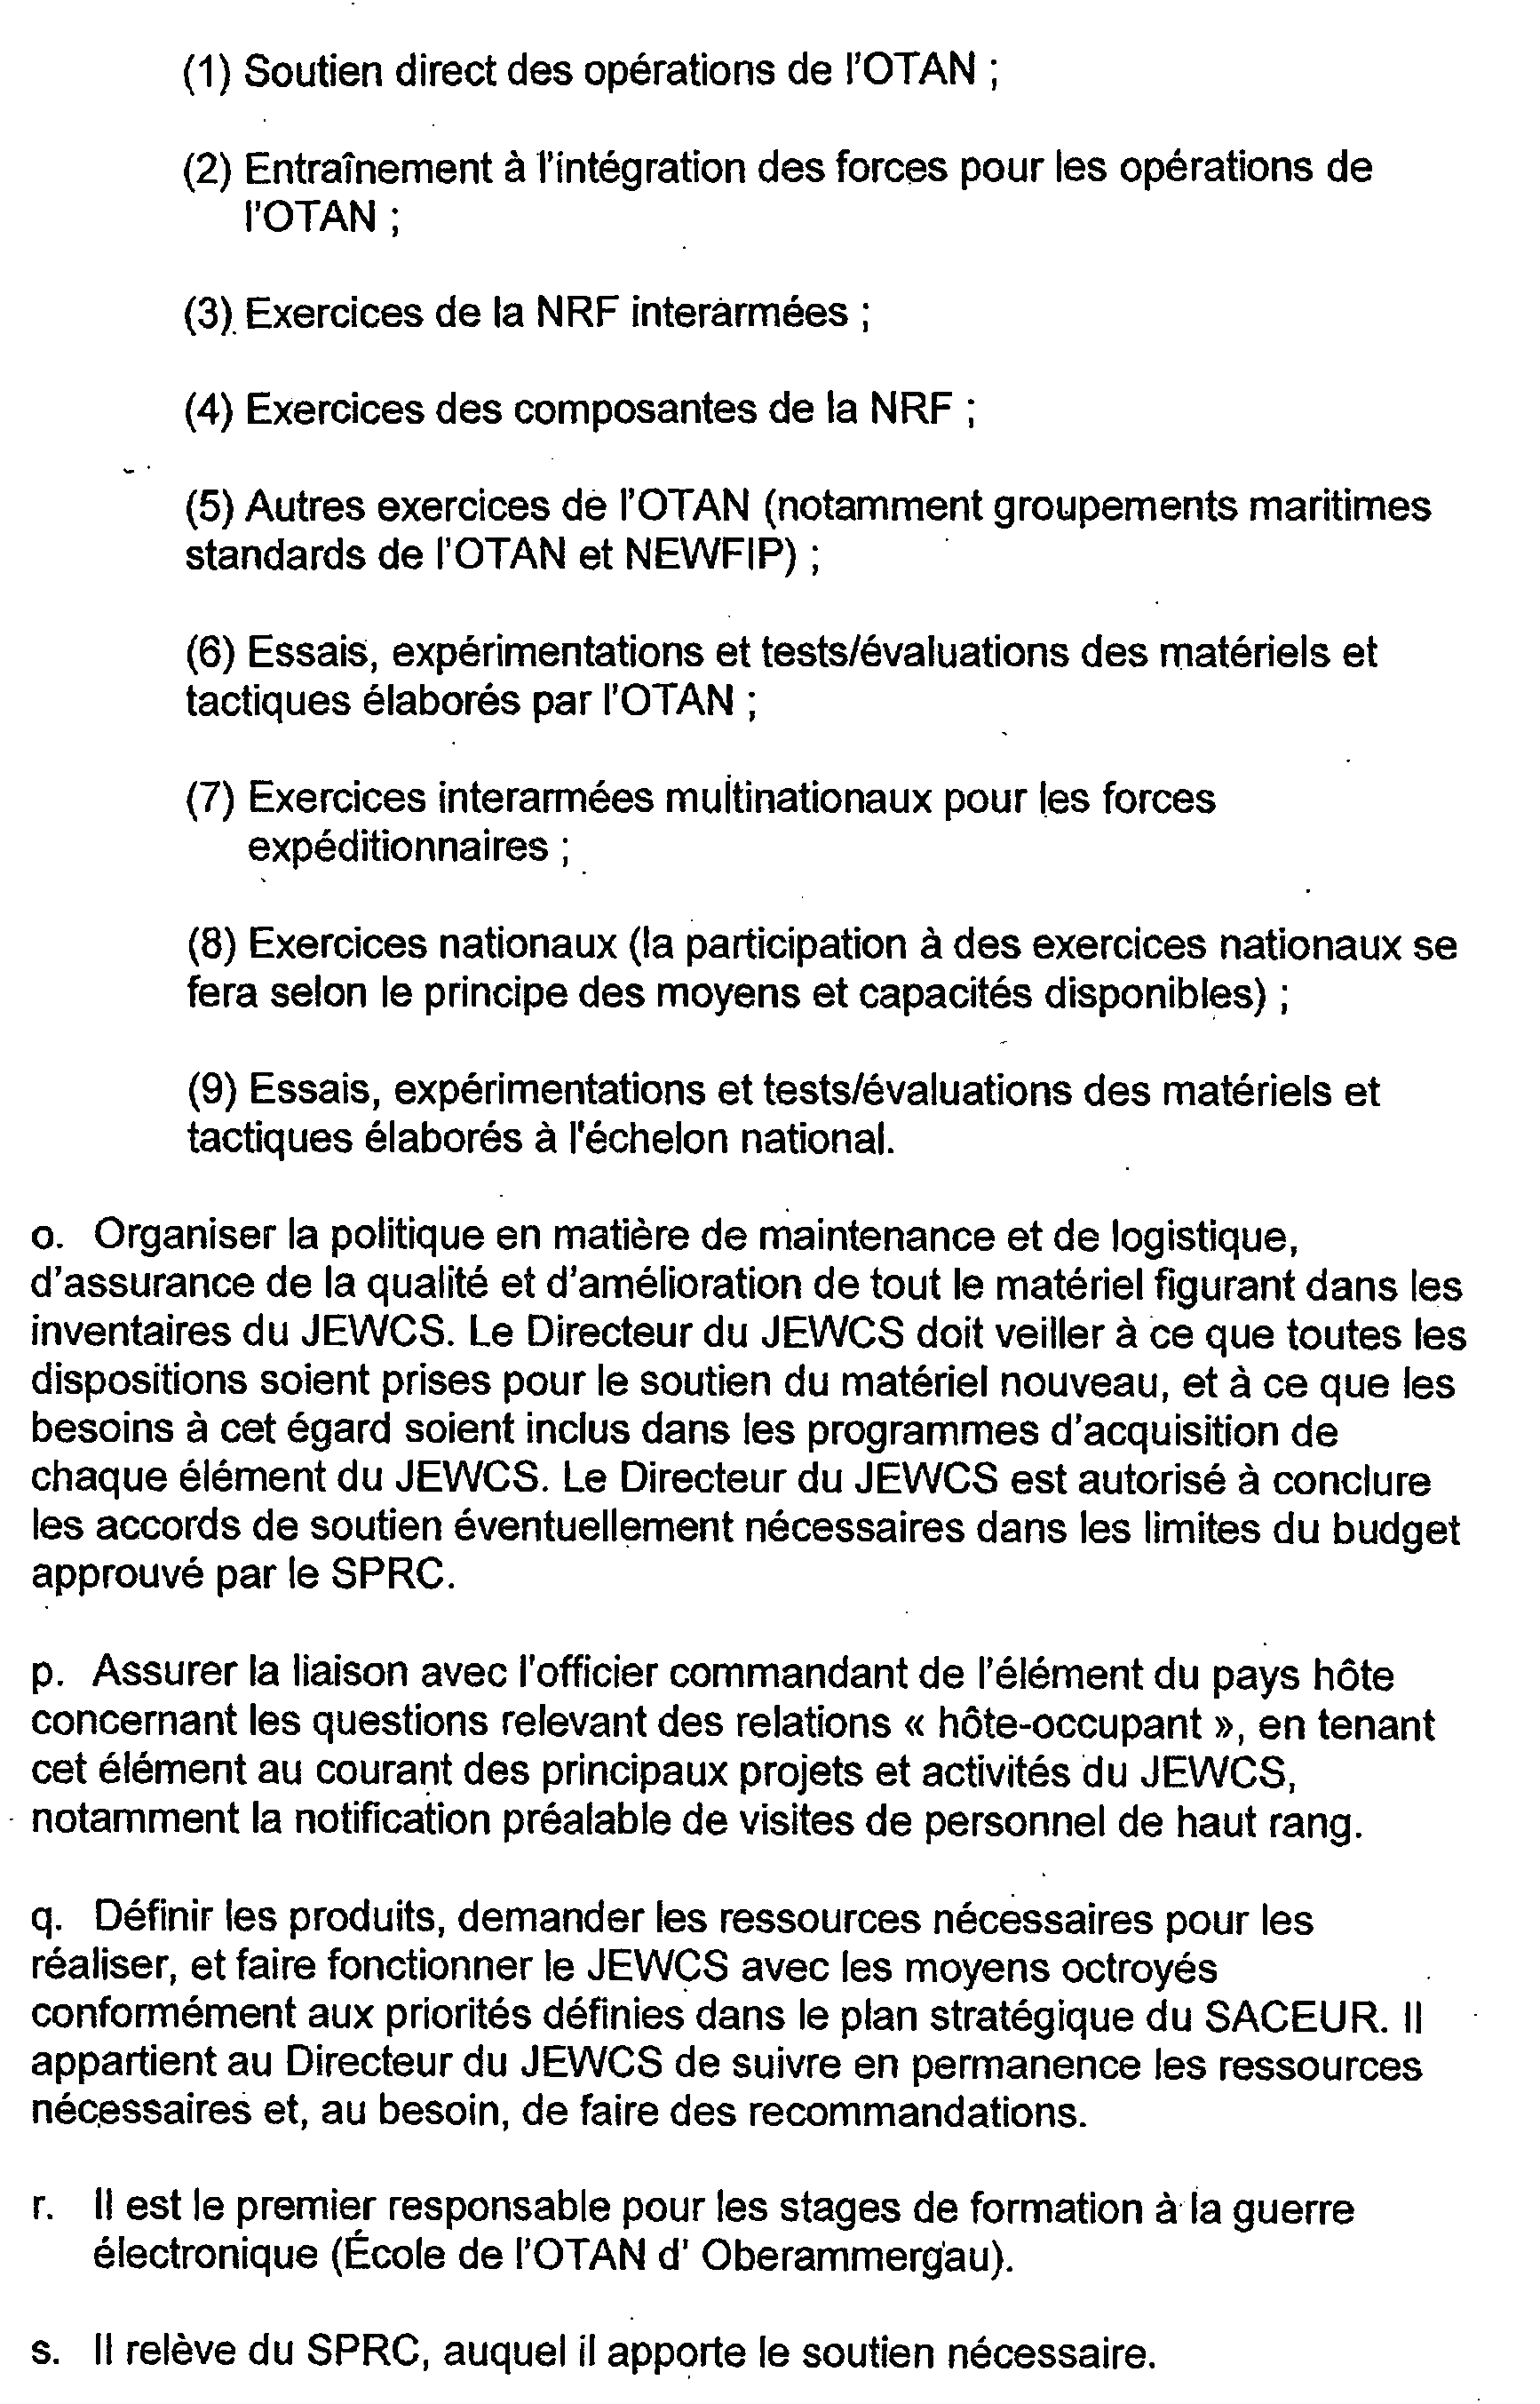 (1) Soutien direct des opérations de l'OTAN ;
(2) Entraînement à l'intégration des forces pour les opérations de
l'OTAN ;
(3) Exercices de la NRF interarmées ;
(4) Exercices des composantes de la NRF ;
(5) Autres exercices de l'OTAN (notamment groupements maritimes
standards de l'OTAN et NEWFIP) ;
(6) Essais, expérimentations et tests/évaluations des matériels et
tactiques élaborés par l'OTAN ;
(7) Exercices interarmées multinationaux pour les forces
expéditionnaires ;
(8) Exercices nationaux (la participation à des exercices nationaux se
fera selon le principe des moyens et capacités disponibles) ;
(9) Essais, expérimentations et tests/évaluations des matériels et
tactiques élaborés à l'échelon national.
o. Organiser la politique en matière de maintenance et de logistique,
d'assurance de la qualité et d'amélioration de tout le matériel figurant dans les
inventaires du JEWCS. Le Directeur du JEWCS doit veiller à ce que toutes les
dispositions soient prises pour le soutien du matériel nouveau, et à ce que les
besoins à cet égard soient inclus dans les programmes d'acquisition de
chaque élément du JEWCS. Le Directeur du JEWCS est autorisé à conclure
les accords de soutien éventuellement nécessaires dans les limites du budget
approuvé par le SPRC.
p. Assurer la liaison avec l'officier commandant de l'élément du pays hôte
concernant les questions relevant des relations « hôte-occupant », en tenant
cet élément au courant des principaux projets et activités du JEWCS,
notamment la notification préalable de visites de personnel de haut rang.
q. Définir les produits, demander les ressources nécessaires pour les
réaliser, et faire fonctionner le JEWCS avec les moyens octroyés
conformément aux priorités définies dans le plan stratégique du SACEUR. Il
appartient au Directeur du JEWCS de suivre en permanence les ressources
nécessaires et, au besoin, de faire des recommandations.
r. Il est le premier responsable pour les stages de formation à la guerre
électronique (École de l'OTAN d' Oberammergau).
s. Il relève du SPRC, auquel il apporte le soutien nécessaire.